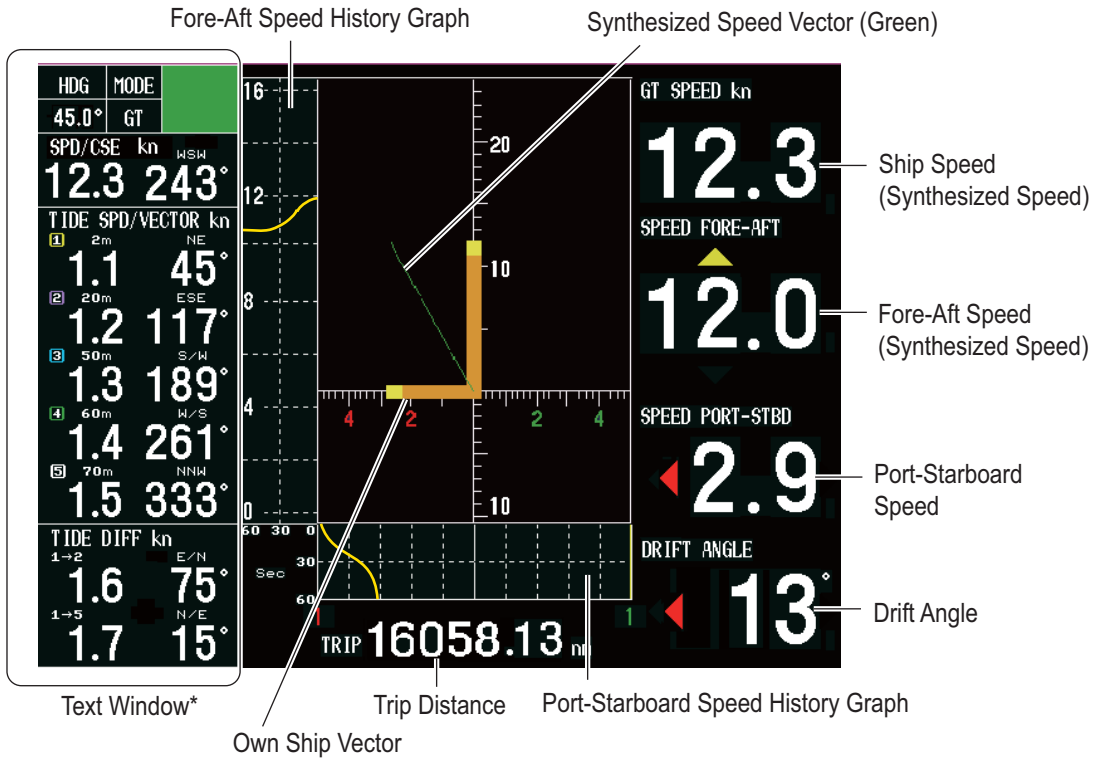 Fore-Aft Speed History Graph
Synthesized Speed Vector (Green)
HDG MODE
45.0° GT
SPD/CSE kn
WSW
12.3 243°
TIDE SPD/VECTOR kn
1 2m NE
1.1 45°
2 20m ESE
1.2 117°
3 50m S/W
1.3 189°
4 60m W/S
1.4 261°
5 70m NNW
1.5 333°
TIDE DIFF kn
1→2 E/N
1.6 75°
1→5 N/E
1.7 15°
16
12
8
4
0
60 30 0
Sec
30
60
20
10
4 2 2 4
10
1 1
TRIP 16058.13 nm
GT SPEED kn
12.3
SPEED FORE-AFT
12.0
SPEED PORT-STBD
2.9
DRIFT ANGLE
13°
Ship Speed
(Synthesized Speed)
Fore-Aft Speed
(Synthesized Speed)
Port-Starboard
Speed
Drift Angle
Text Window*
Trip Distance
Port-Starboard Speed History Graph
Own Ship Vector